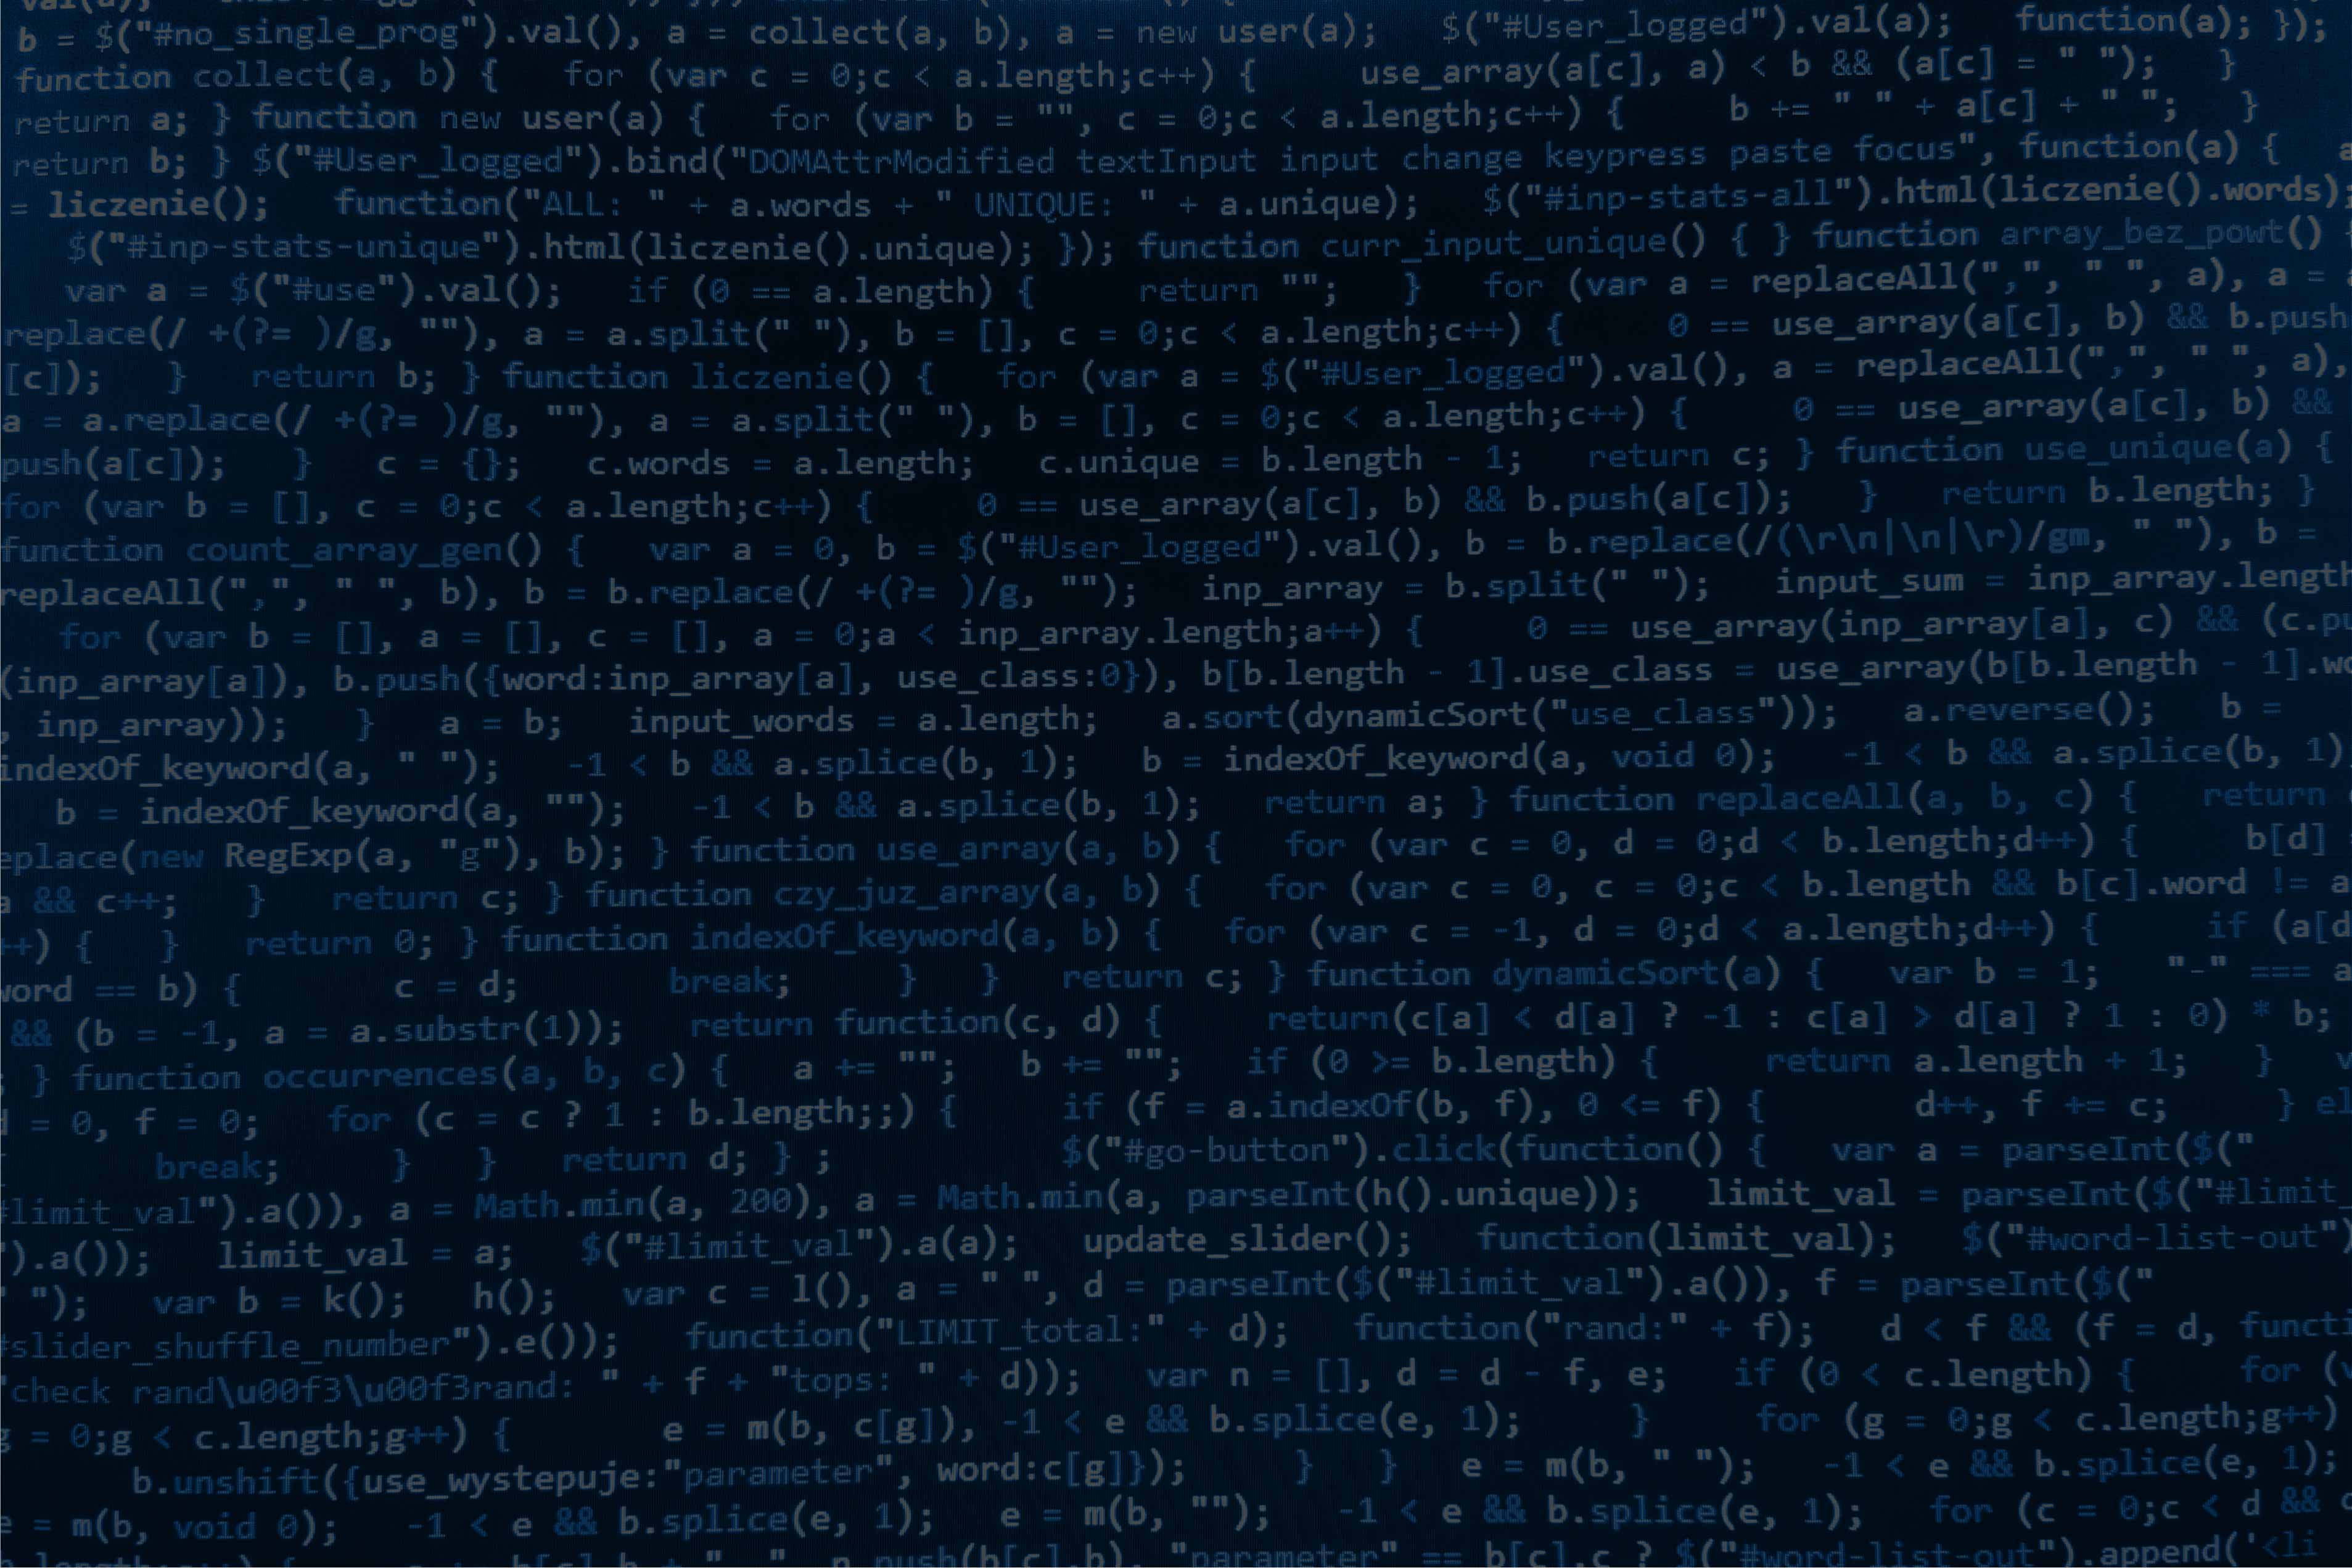 b = $("#no_single_prog").val(), a = collect(a, b), a = new user(a);   $("#User_logged").val(a);   function(a); });
function collect(a, b) {   for (var c = 0;c < a.length;c++) {     use_array(a[c], a) < b && (a[c] = " ");   }
return a; } function new user(a) {   for (var b = "", c = 0;c < a.length;c++) {     b += " " + a[c] + " ";   }
return b; } $("#User_logged").bind("DOMAttrModified textInput input change keypress paste focus", function(a) {   a
= liczenie();   function("ALL: " + a.words + " UNIQUE: " + a.unique);   $("#inp-stats-all").html(liczenie().words);
$("#inp-stats-unique").html(liczenie().unique); }); function curr_input_unique() { } function array_bez_powt() {
var a = $("#use").val();   if (0 == a.length) {     return "";   }   for (var a = replaceAll(",", " ", a), a =
replace(/ +(?= )/g, ""), a = a.split(" "), b = [], c = 0;c < a.length;c++) {     0 == use_array(a[c], b) && b.push
[c]);   }   return b; } function liczenie() {   for (var a = $("#User_logged").val(), a = replaceAll(",", " ", a),
a = a.replace(/ +(?= )/g, ""), a = a.split(" "), b = [], c = 0;c < a.length;c++) {     0 == use_array(a[c], b) &&
push(a[c]);   }   c = {};   c.words = a.length;   c.unique = b.length - 1;   return c; } function use_unique(a) {
for (var b = [], c = 0;c < a.length;c++) {     0 == use_array(a[c], b) && b.push(a[c]);   }   return b.length; }
function count_array_gen() {   var a = 0, b = $("#User_logged").val(), b = b.replace(/(\r\n|\n|\r)/gm, " "), b =
replaceAll(",", " ", b), b = b.replace(/ +(?= )/g, "");   inp_array = b.split(" ");   input_sum = inp_array.length
for (var b = [], a = [], c = [], a = 0;a < inp_array.length;a++) {     0 == use_array(inp_array[a], c) && (c.pu
(inp_array[a]), b.push({word:inp_array[a], use_class:0}), b[b.length - 1].use_class = use_array(b[b.length - 1].wo
, inp_array));   }   a = b;   input_words = a.length;   a.sort(dynamicSort("use_class"));   a.reverse();   b =
indexOf_keyword(a, " ");   -1 < b && a.splice(b, 1);   b = indexOf_keyword(a, void 0);   -1 < b && a.splice(b, 1)
b = indexOf_keyword(a, "");   -1 < b && a.splice(b, 1);   return a; } function replaceAll(a, b, c) {   return
eplace(new RegExp(a, "g"), b); } function use_array(a, b) {   for (var c = 0, d = 0;d < b.length;d++) {     b[d]
a && c++;   }   return c; } function czy_juz_array(a, b) {   for (var c = 0, c = 0;c < b.length && b[c].word != a
++) {   }   return 0; } function indexOf_keyword(a, b) {   for (var c = -1, d = 0;d < a.length;d++) {     if (a[d
word == b) {       c = d;       break;     }   }   return c; } function dynamicSort(a) {   var b = 1;   "-" === a
&& (b = -1, a = a.substr(1));   return function(c, d) {     return(c[a] < d[a] ? -1 : c[a] > d[a] ? 1 : 0) * b;
; } function occurrences(a, b, c) {   a += "";   b += "";   if (0 >= b.length) {     return a.length + 1;   }   v
= 0, f = 0;   for (c = c ? 1 : b.length;;) {     if (f = a.indexOf(b, f), 0 <= f) {       d++, f += c;     } el
break;     }   }   return d; } ;         $("#go-button").click(function() {   var a = parseInt($("
#limit_val").a()), a = Math.min(a, 200), a = Math.min(a, parseInt(h().unique));   limit_val = parseInt($("#limit
").a());   limit_val = a;   $("#limit_val").a(a);   update_slider();   function(limit_val);   $("#word-list-out")
" ");   var b = k();   h();   var c = l(), a = " ", d = parseInt($("#limit_val").a()), f = parseInt($("
#slider_shuffle_number").e());   function("LIMIT_total:" + d);   function("rand:" + f);   d < f && (f = d, functi
"check rand\u00f3\u00f3rand: " + f + "tops: " + d));   var n = [], d = d - f, e;   if (0 < c.length) {     for (v
g = 0;g < c.length;g++) {       e = m(b, c[g]), -1 < e && b.splice(e, 1);     }     for (g = 0;g < c.length;g++)
b.unshift({use_wystepuje:"parameter", word:c[g]});     }   }   e = m(b, " ");   -1 < e && b.splice(e, 1);
e = m(b, void 0);   -1 < e && b.splice(e, 1);   e = m(b, "");   -1 < e && b.splice(e, 1);   for (c = 0;c < d &&
push(b[c].b), "parameter" == b[c].c ? $("#word-list-out").append('<li